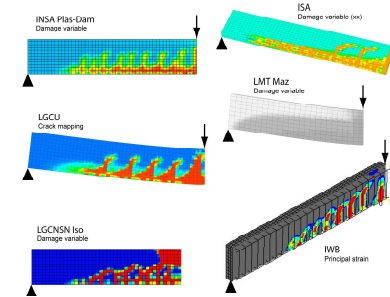 INSA Plas-Dam
Damage variable
ISA
Damage variable (xx)
LMT Maz
Damage variable
LGCU
Crack mapping
LGCNSN Iso
Damage variable
IWB
Principal strain